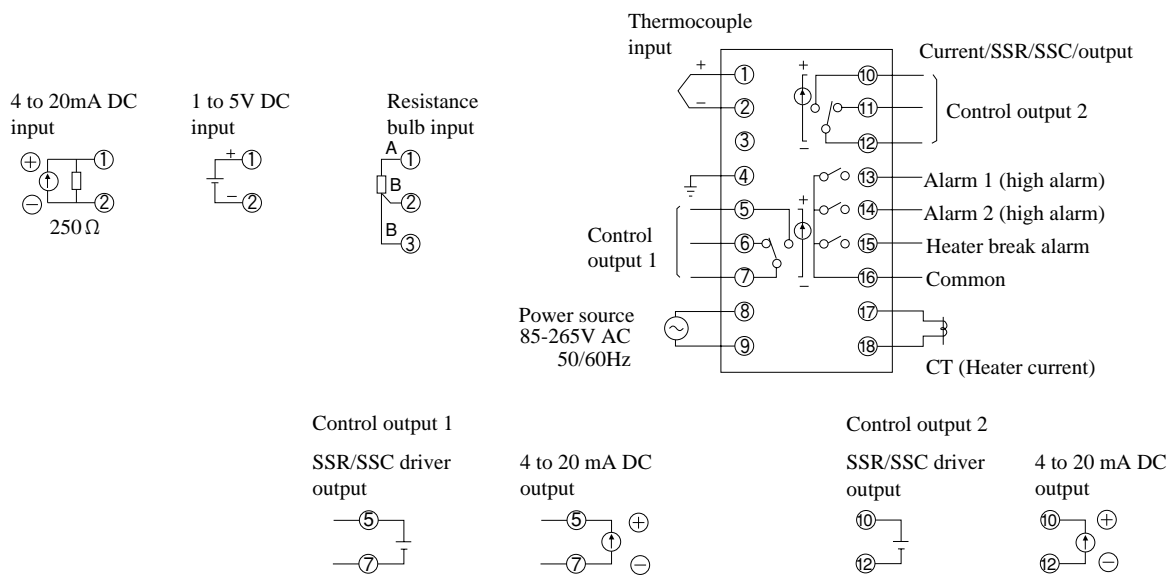 Thermocouple
input
Current/SSR/SSC/output
4 to 20mA DC
input
+
①
②
−
250 Ω
1 to 5V DC
input
+ ①
− ②
Resistance
bulb input
A ①
B ②
B ③
+ ①
− ②
③
④
⑤
⑥
⑦
⑧
⑨
+
−
+
−
⑩
⑪
⑫
⑬
⑭
⑮
⑯
⑰
⑱
Control output 2
Alarm 1 (high alarm)
Alarm 2 (high alarm)
Heater break alarm
Common
CT (Heater current)
Control
output 1
Power source
85-265V AC
50/60Hz
Control output 1
SSR/SSC driver
output
⑤
⑦
4 to 20 mA DC
output
⑤ +
⑦ −
Control output 2
SSR/SSC driver
output
⑩
⑫
4 to 20 mA DC
output
⑩ +
⑫ −